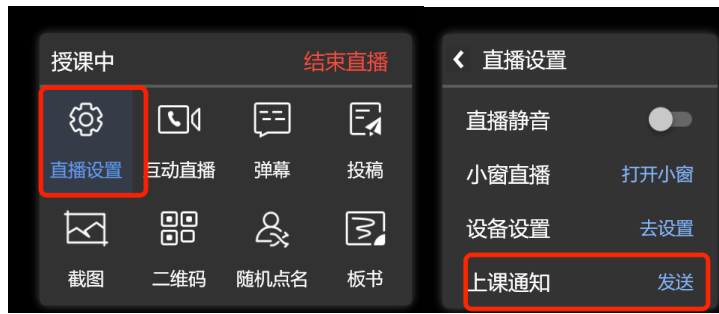 授课中 结束直播
直播设置 互动直播 弹幕 投稿
截图 二维码 随机点名 板书
直播设置
直播静音
小窗直播 打开小窗
设备设置 去设置
上课通知 发送